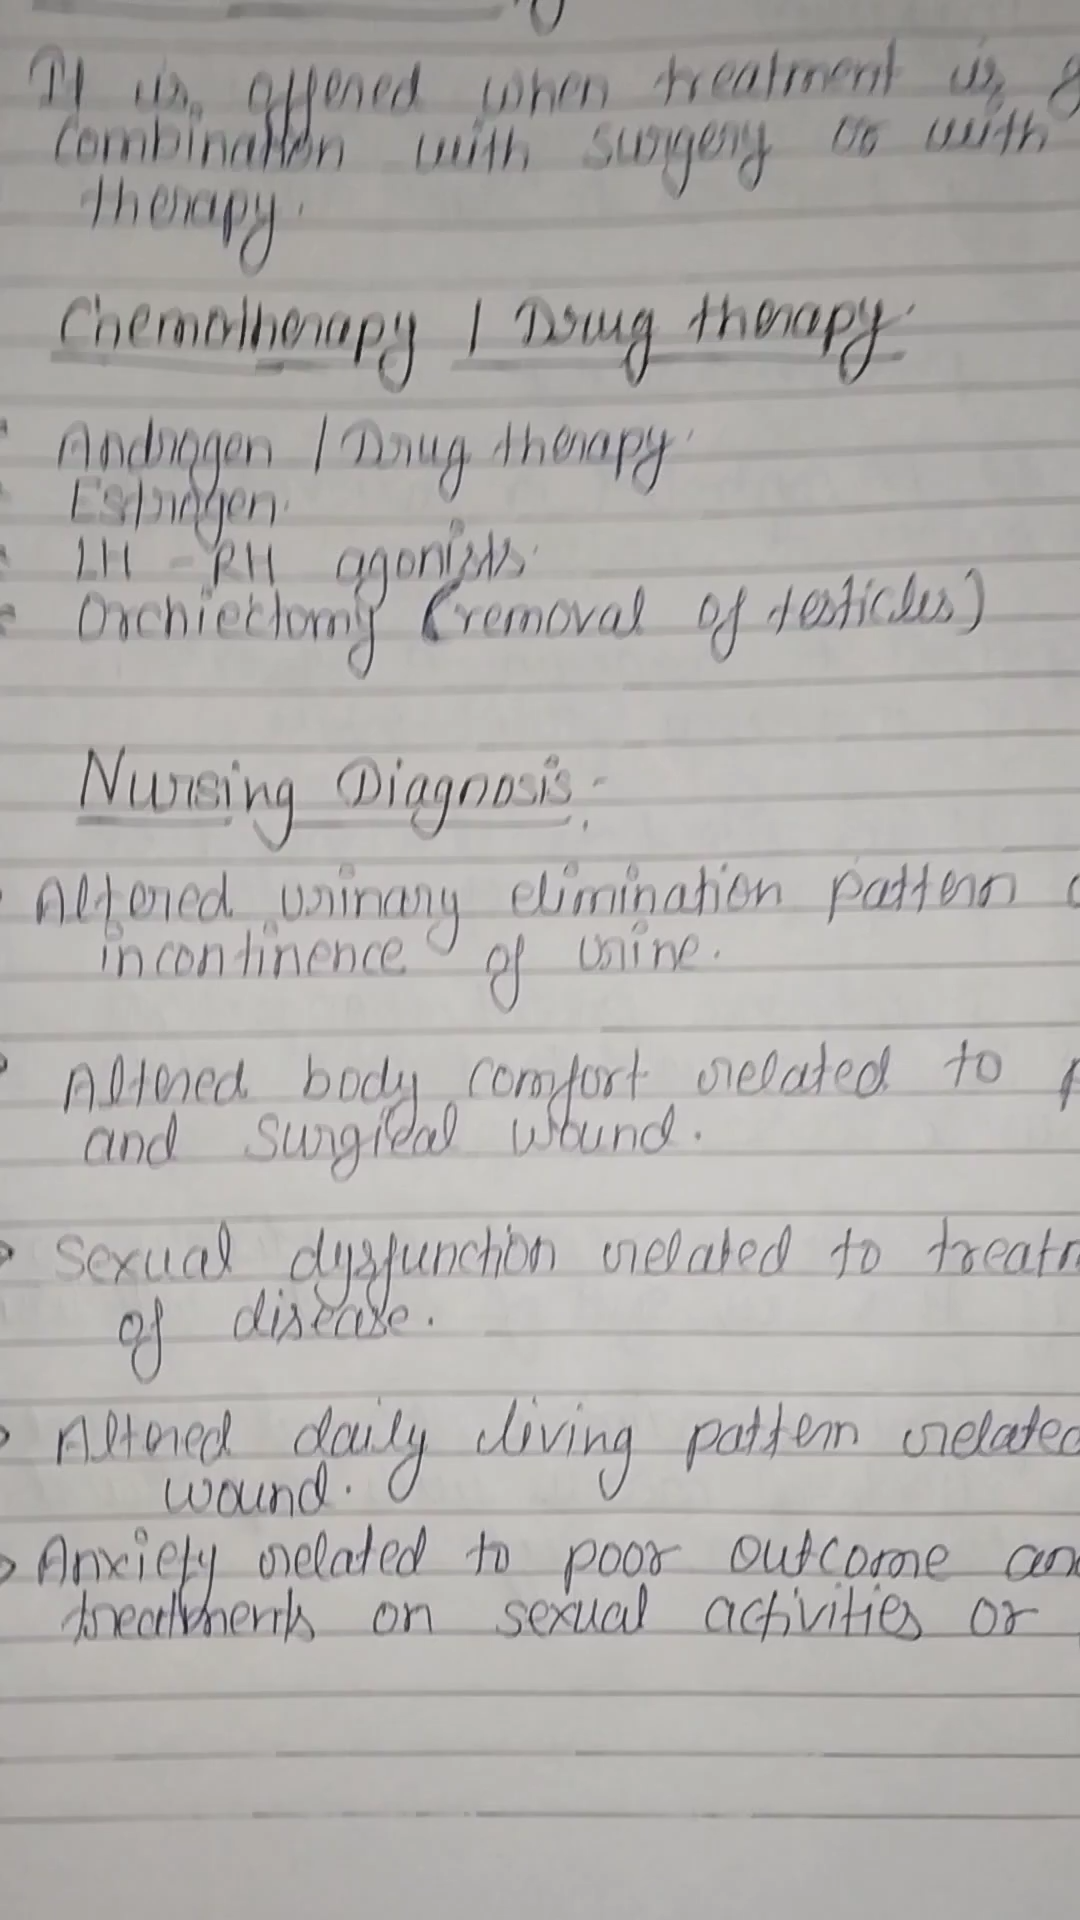 It is offered when treatment is
combination with surgery or with
therapy.
Chemotherapy / Drug therapy.
Androgen / Drug therapy.
Estrogen.
LH - RH agonists.
Orchiectomy (removal of testicles)
Nursing Diagnosis:-
Altered urinary elimination pattern
incontinence of urine.
Altered body comfort related to
and surgical wound.
Sexual dysfunction related to treatm
of disease.
Altered daily living pattern related
wound.
Anxiety related to poor outcome and
treatments on sexual activities or